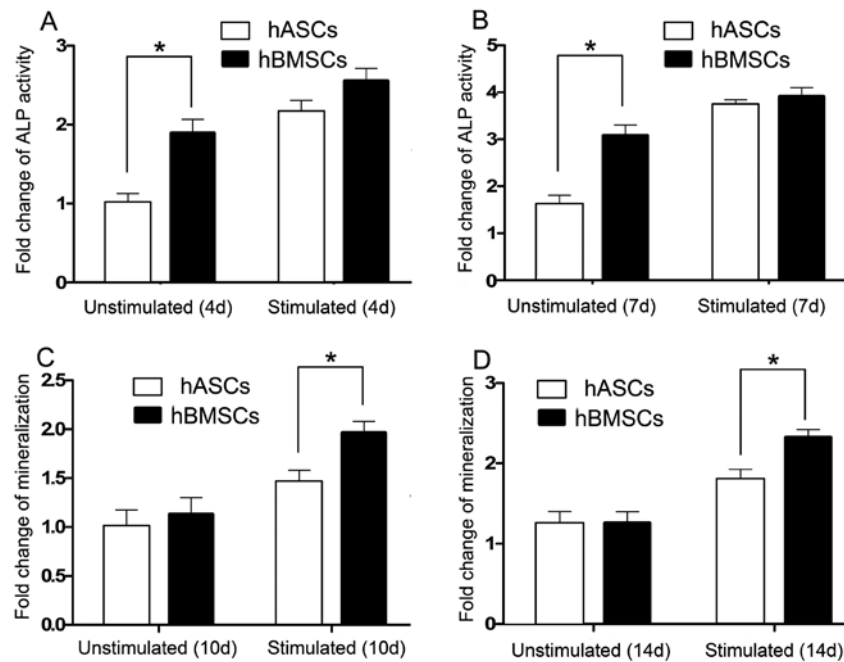 A
hASCs
hBMSCs
*
Fold change of ALP activity
3
2
1
0
Unstimulated (4d)
Stimulated (4d)
B
hASCs
hBMSCs
*
Fold change of ALP activity
5
4
3
2
1
0
Unstimulated (7d)
Stimulated (7d)
C
hASCs
hBMSCs
*
Fold change of mineralization
2.5
2.0
1.5
1.0
0.5
0.0
Unstimulated (10d)
Stimulated (10d)
D
hASCs
hBMSCs
*
Fold change of mineralization
3
2
1
0
Unstimulated (14d)
Stimulated (14d)